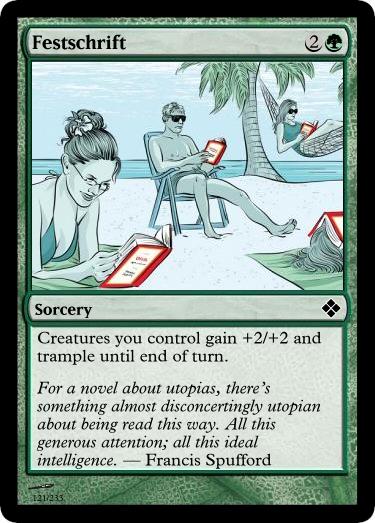 Festschrift 2
Sorcery
Creatures you control gain +2/+2 and
trample until end of turn.
For a novel about utopias, there's
something almost disconcertingly utopian
about being read this way. All this
generous attention; all this ideal
intelligence. — Francis Spufford
121/235